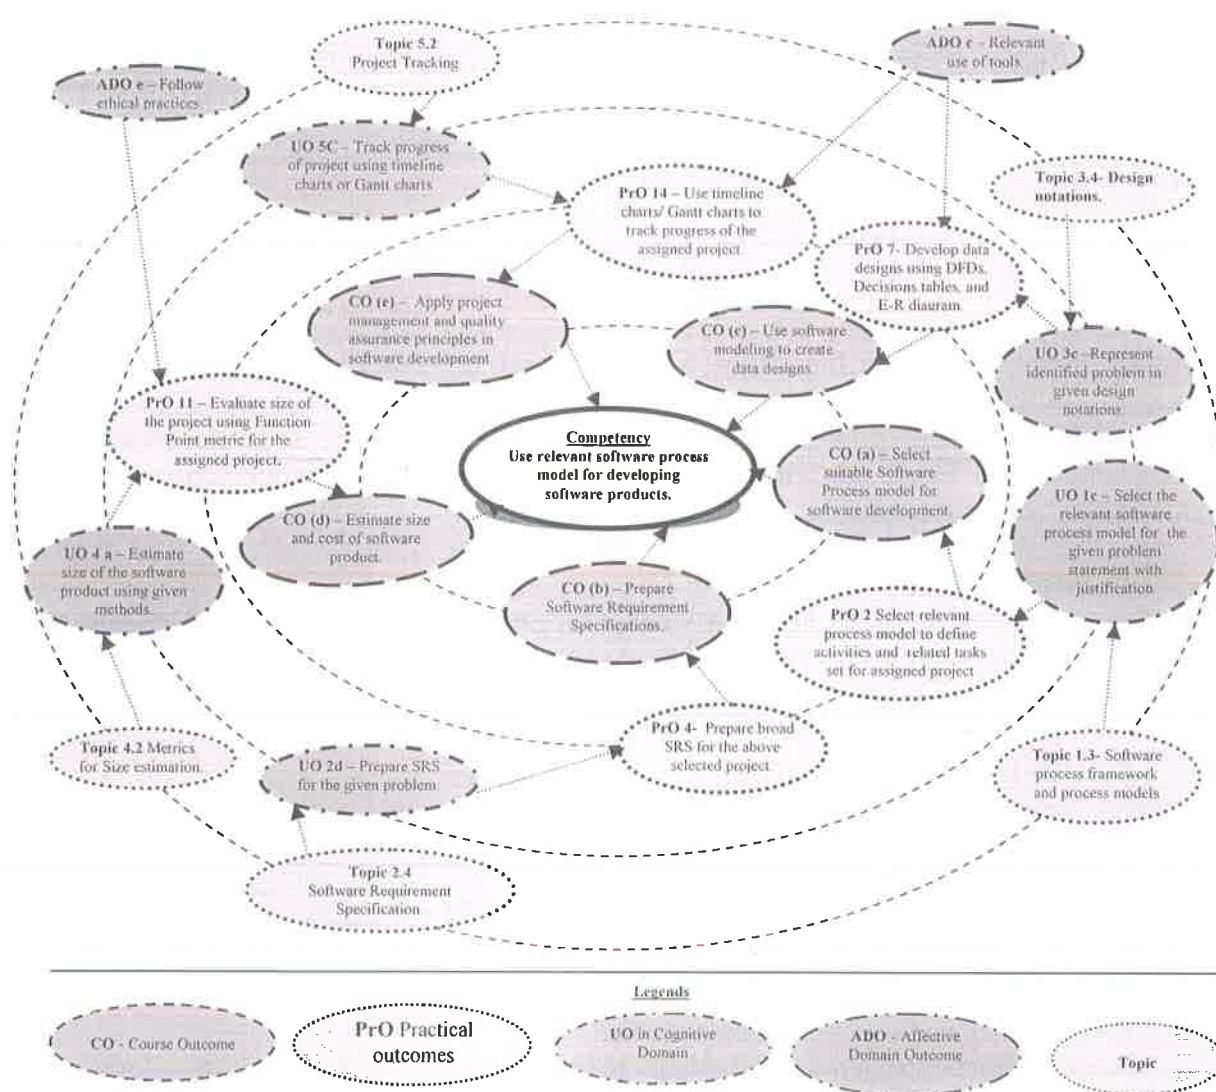 Topic 5.2
Project Tracking
ADO c – Relevant
use of tools.
ADO e – Follow
ethical practices.
UO 5C – Track progress
of project using timeline
charts or Gantt charts
PrO 14 – Use timeline
charts/ Gantt charts to
track progress of the
assigned project.
Topic 3.4- Design
notations.
PrO 7- Develop data
designs using DFDs,
Decisions tables, and
E-R diagram.
CO (e) – Apply project
management and quality
assurance principles in
software development
CO (c) – Use software
modeling to create
data designs.
UO 3c –Represent
identified problem in
given design
notations.
PrO 11 – Evaluate size of
the project using Function
Point metric for the
assigned project.
Competency
Use relevant software process
model for developing
software products.
CO (a) – Select
suitable Software
Process model for
software development.
UO 1c – Select the
relevant software
process model for the
given problem
statement with
justification.
CO (d) – Estimate size
and cost of software
product.
UO 4 a – Estimate
size of the software
product using given
methods.
CO (b) – Prepare
Software Requirement
Specifications.
PrO 2 Select relevant
process model to define
activities and related tasks
set for assigned project
PrO 4- Prepare broad
SRS for the above
selected project.
Topic 4.2 Metrics
for Size estimation.
UO 2d – Prepare SRS
for the given problem.
Topic 1.3- Software
process framework
and process models
Topic 2.4
Software Requirement
Specification
Legends
CO - Course Outcome
PrO Practical
outcomes
UO in Cognitive
Domain
ADO - Affective
Domain Outcome
Topic